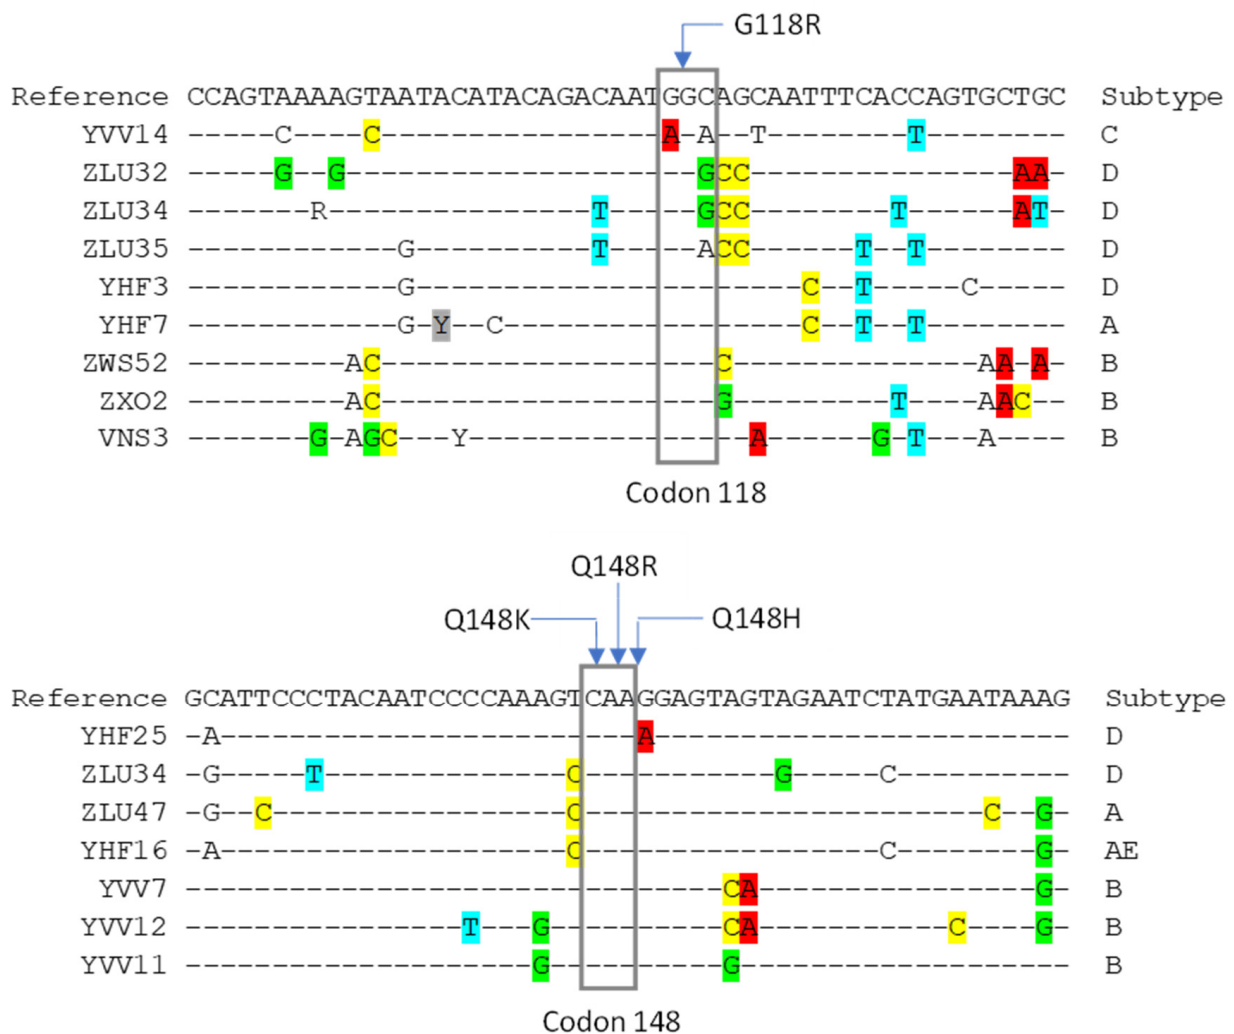 G118R
Reference CCAGTAAAAGTAATACATACAGACAATGGCAGCAATTTCACCAGTGCTGC Subtype
YVV14 -----C----C----------------A-A--T--------T-------- C
ZLU32 -----G--G--------------------GCC---------------AA- D
ZLU34 -------R---------------T-----GCC--------T------AT- D
ZLU35 ------------G----------T-----ACC------T--T-------- D
YHF3 ------------G----------------------C--T-----C----- D
YHF7 ------------G-Y--C-----------------C--T--T-------- A
ZWS52 ---------AC-------------------C--------------AA-A- B
ZXO2 ---------AC-------------------G---------T----AAC-- B
VNS3 -------G-AGC---Y----------------A------G-T---A---- B
Codon 118
Q148R
Q148K Q148H
Reference GCATTCCCTACAATCCCCAAAGTCAAGGAGTAGTAGAATCTATGAATAAAG Subtype
YHF25 -A------------------------A------------------------ D
ZLU34 -G-----T--------------C-----------G-----C---------- D
ZLU47 -G--C-----------------C-----------------------C--G- A
YHF16 -A--------------------C-----------------C--------G- AE
YVV7 -------------------------------CA----------------G- B
YVV12 ----------------T---G----------CA-----------C----G- B
YVV11 --------------------G----------G------------------- B
Codon 148